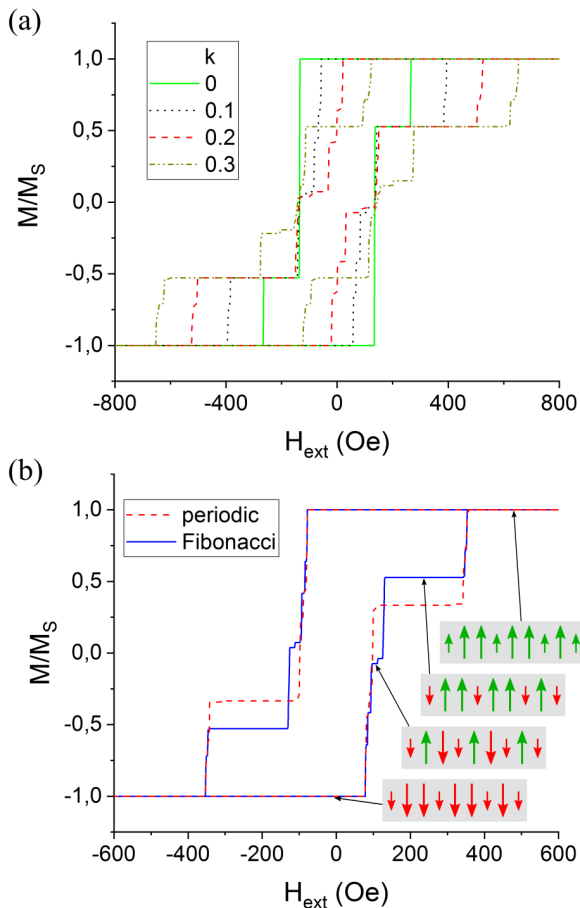 (a)
k
0
0.1
0.2
0.3
1,0
0,5
0,0
-0,5
-1,0
M/M_S
-800 -400 0 400 800
H_ext (Oe)
(b)
periodic
Fibonacci
1,0
0,5
0,0
-0,5
-1,0
M/M_S
-600 -400 -200 0 200 400 600
H_ext (Oe)